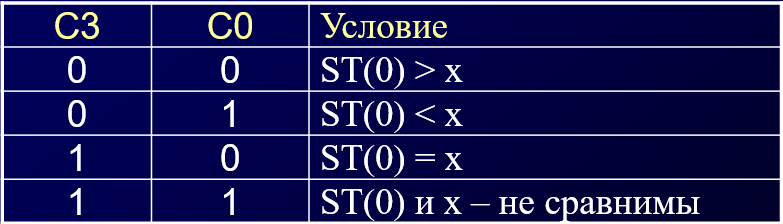 C3 C0 Условие
0 0 ST(0) > x
0 1 ST(0) < x
1 0 ST(0) = x
1 1 ST(0) и x – не сравнимы